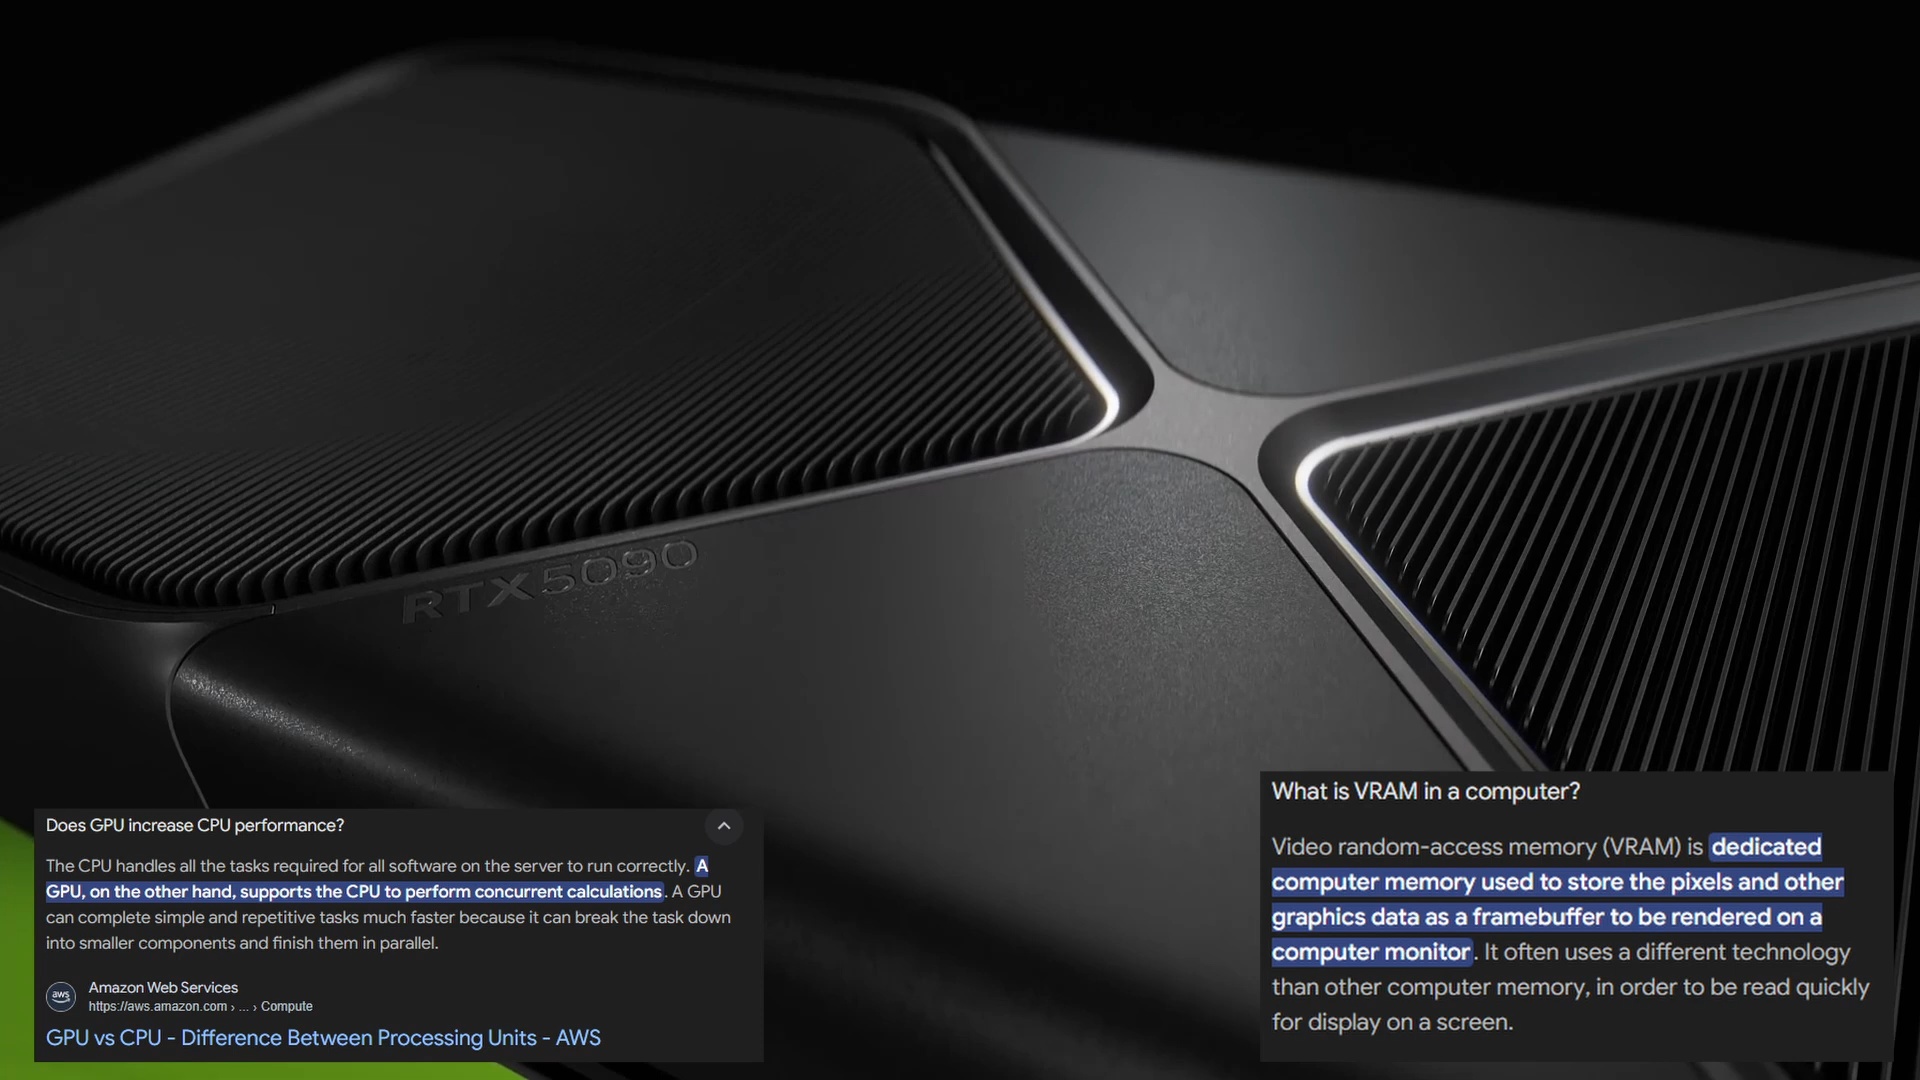 RTX 5090
Does GPU increase CPU performance?
The CPU handles all the tasks required for all software on the server to run correctly. A
GPU, on the other hand, supports the CPU to perform concurrent calculations. A GPU
can complete simple and repetitive tasks much faster because it can break the task down
into smaller components and finish them in parallel.
aws
Amazon Web Services
https://aws.amazon.com › ... › Compute
GPU vs CPU - Difference Between Processing Units - AWS
What is VRAM in a computer?
Video random-access memory (VRAM) is dedicated
computer memory used to store the pixels and other
graphics data as a framebuffer to be rendered on a
computer monitor. It often uses a different technology
than other computer memory, in order to be read quickly
for display on a screen.